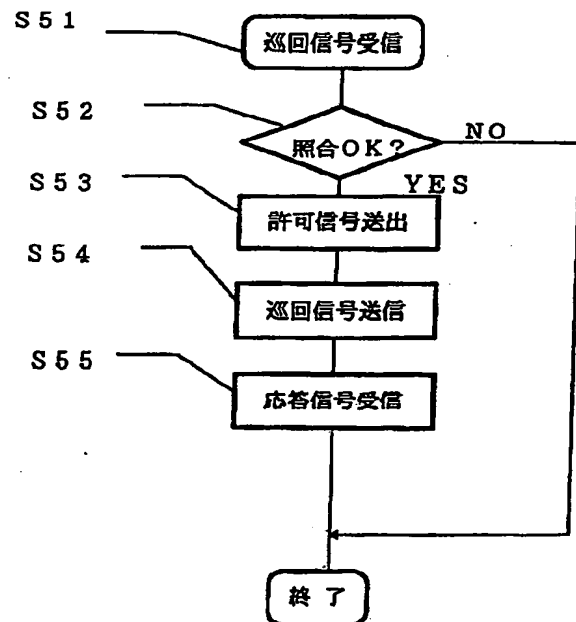 S51
巡回信号受信
S52
照合OK?
NO
YES
S53
許可信号送出
S54
巡回信号送信
S55
応答信号受信
終了